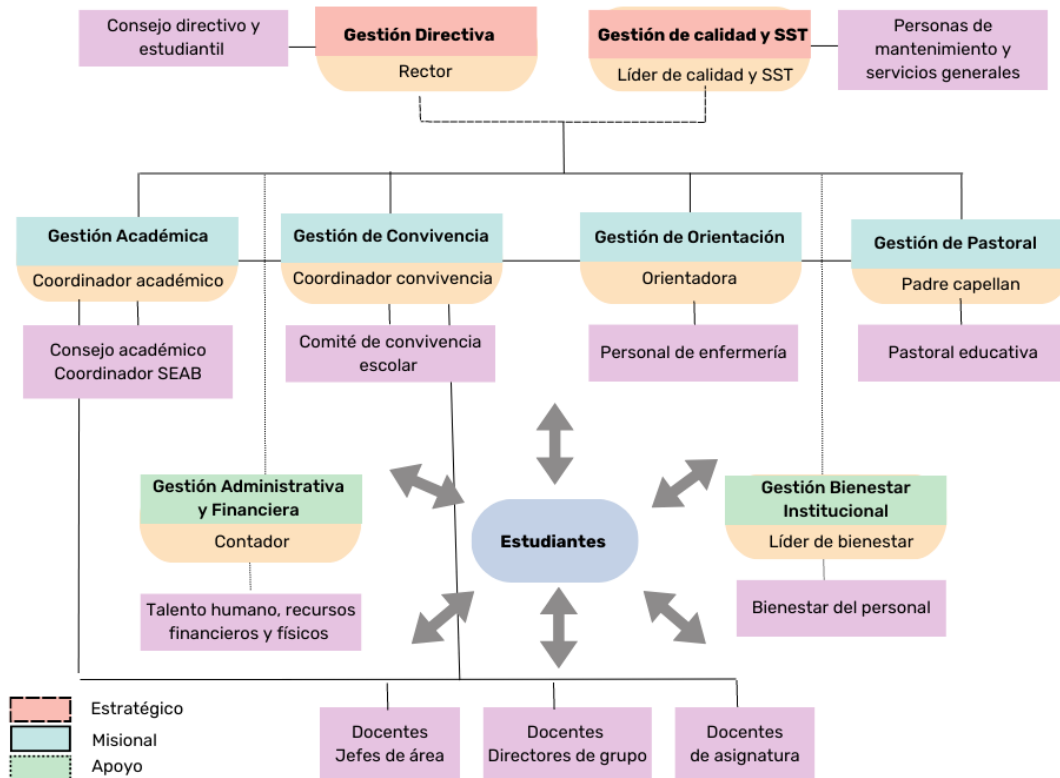 Consejo directivo y
estudiantil
Gestión Directiva
Rector
Gestión de calidad y SST
Líder de calidad y SST
Personas de
mantenimiento y
servicios generales
Gestión Académica
Coordinador académico
Gestión de Convivencia
Coordinador convivencia
Gestión de Orientación
Orientadora
Gestión de Pastoral
Padre capellan
Consejo académico
Coordinador SEAB
Comité de convivencia
escolar
Personal de enfermería
Pastoral educativa
Gestión Administrativa
y Financiera
Contador
Estudiantes
Gestión Bienestar
Institucional
Líder de bienestar
Talento humano, recursos
financieros y físicos
Bienestar del personal
Estratégico
Misional
Apoyo
Docentes
Jefes de área
Docentes
Directores de grupo
Docentes
de asignatura